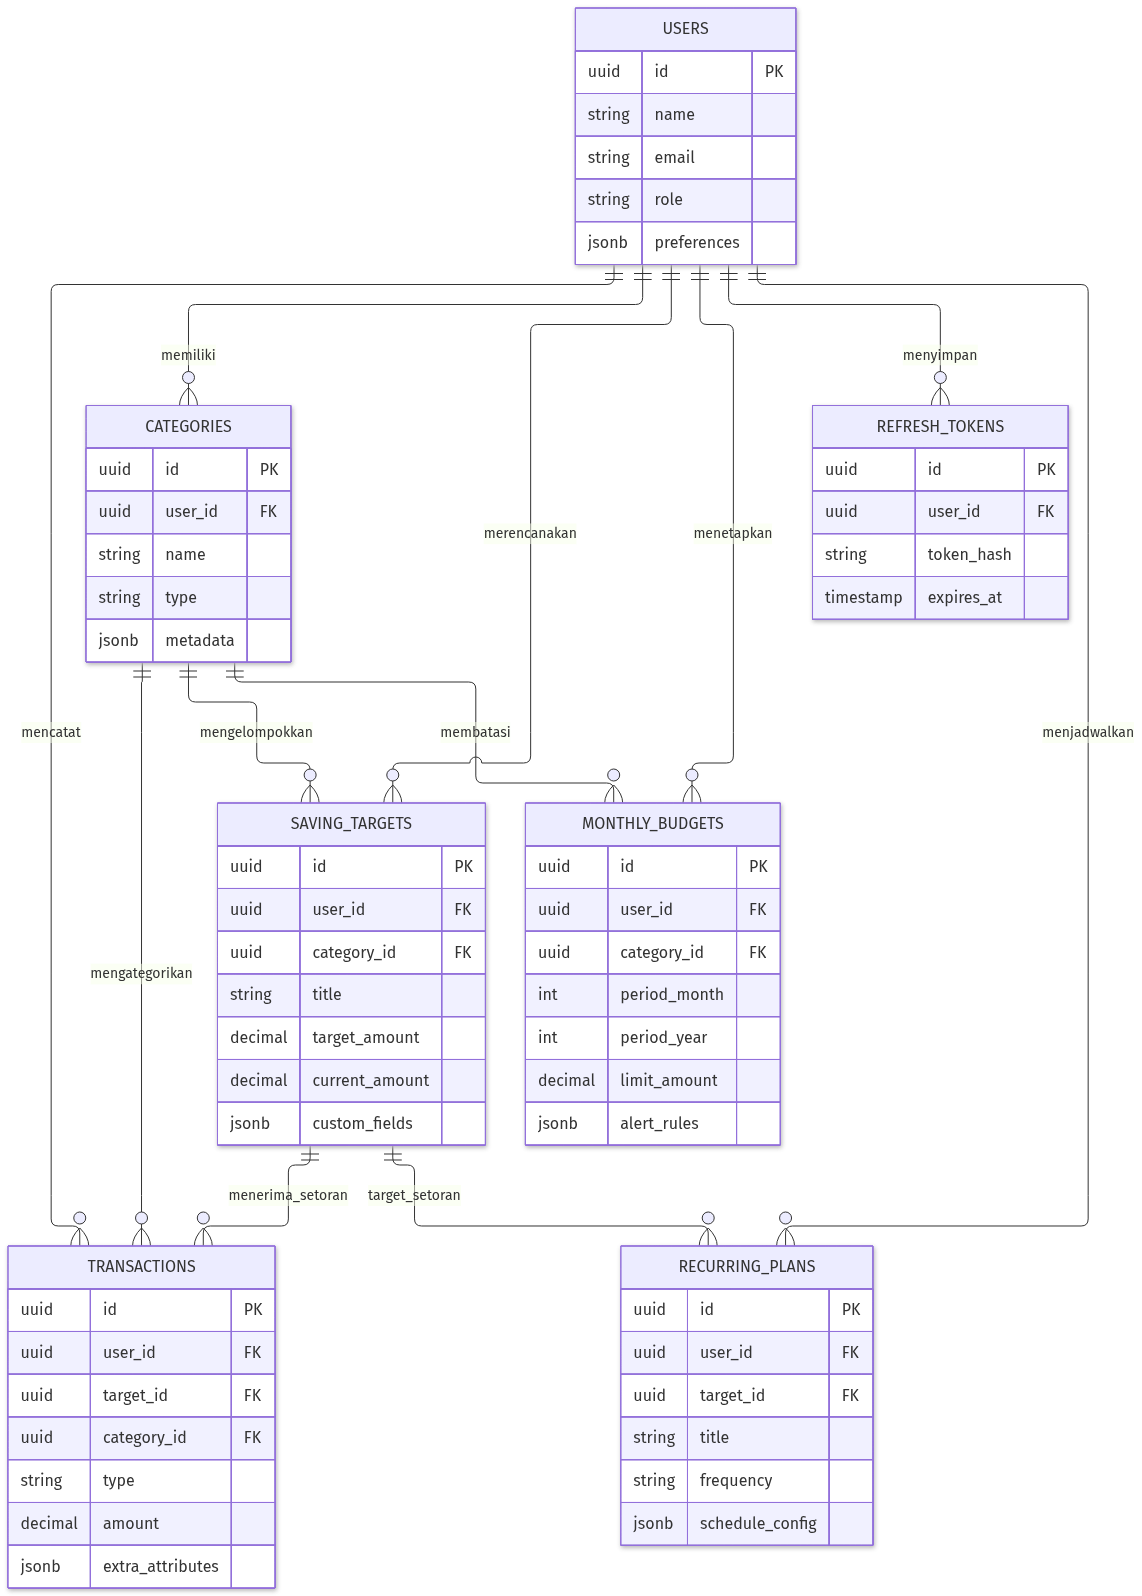 USERS
uuid id PK
string name
string email
string role
jsonb preferences
memiliki
menyimpan
CATEGORIES
uuid id PK
uuid user_id FK
string name
string type
jsonb metadata
REFRESH_TOKENS
uuid id PK
uuid user_id FK
string token_hash
timestamp expires_at
merencanakan
menetapkan
mencatat
mengelompokkan
membatasi
menjadwalkan
SAVING_TARGETS
uuid id PK
uuid user_id FK
uuid category_id FK
string title
decimal target_amount
decimal current_amount
jsonb custom_fields
MONTHLY_BUDGETS
uuid id PK
uuid user_id FK
uuid category_id FK
int period_month
int period_year
decimal limit_amount
jsonb alert_rules
mengategorikan
menerima_setoran
target_setoran
TRANSACTIONS
uuid id PK
uuid user_id FK
uuid target_id FK
uuid category_id FK
string type
decimal amount
jsonb extra_attributes
RECURRING_PLANS
uuid id PK
uuid user_id FK
uuid target_id FK
string title
string frequency
jsonb schedule_config